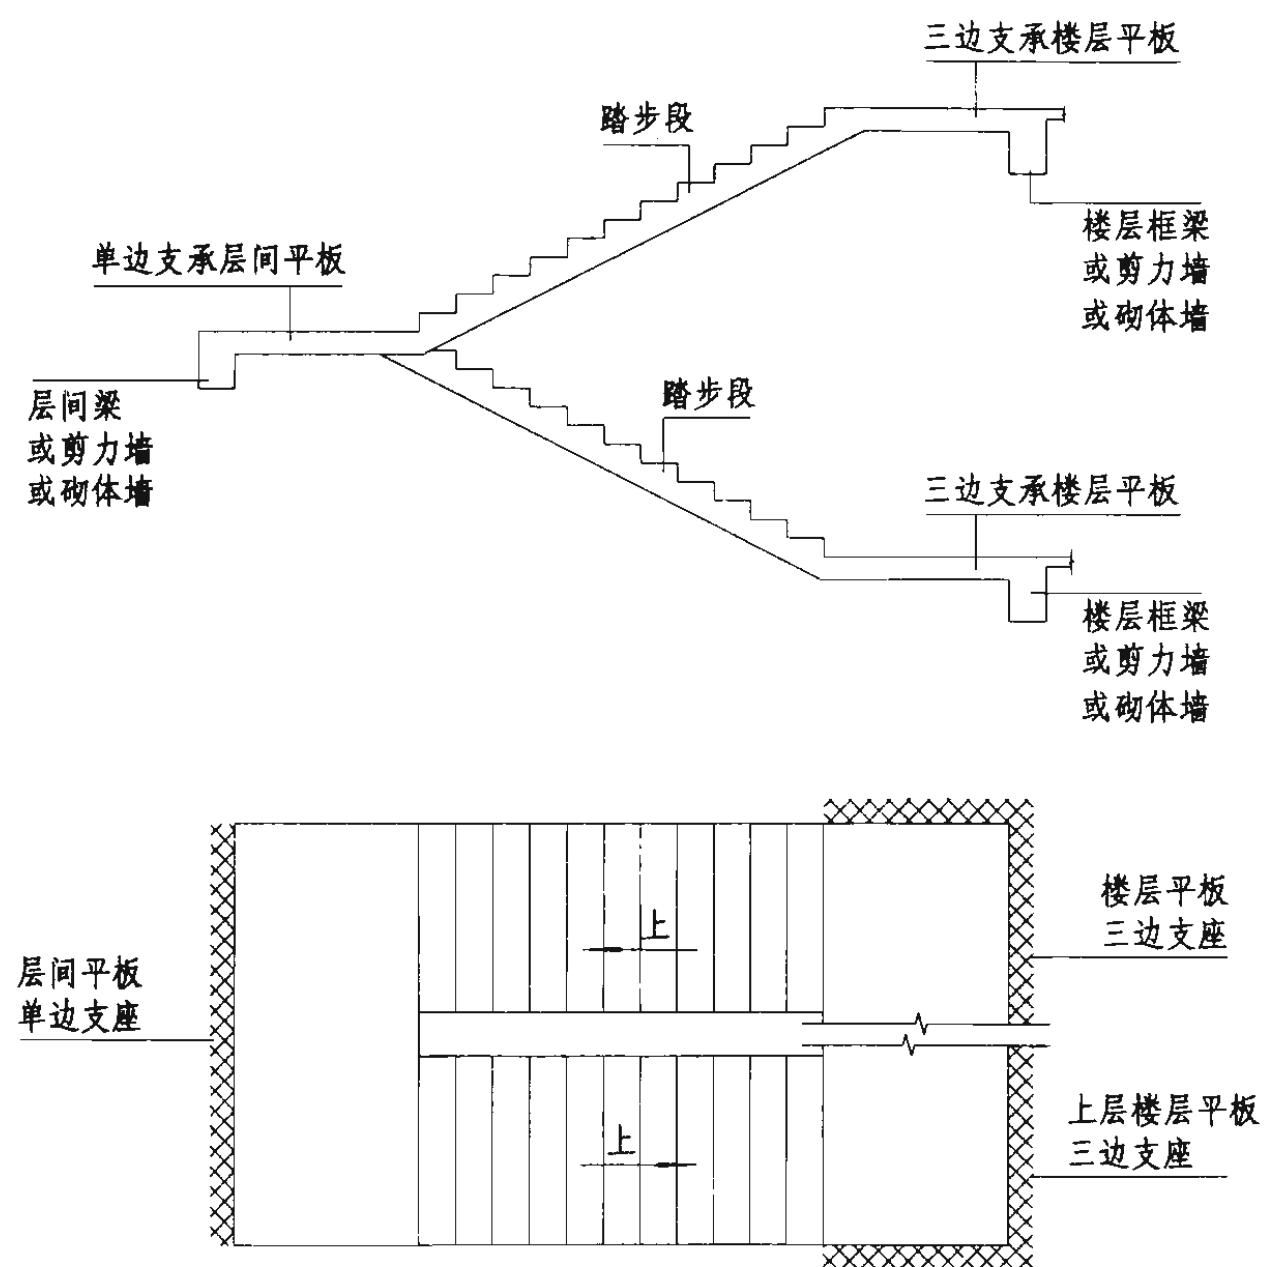 三边支承楼层平板
踏步段
楼层框梁
或剪力墙
或砌体墙
单边支承层间平板
层间梁
或剪力墙
或砌体墙
踏步段
三边支承楼层平板
楼层框梁
或剪力墙
或砌体墙
楼层平板
三边支座
上
层间平板
单边支座
上
上层楼层平板
三边支座